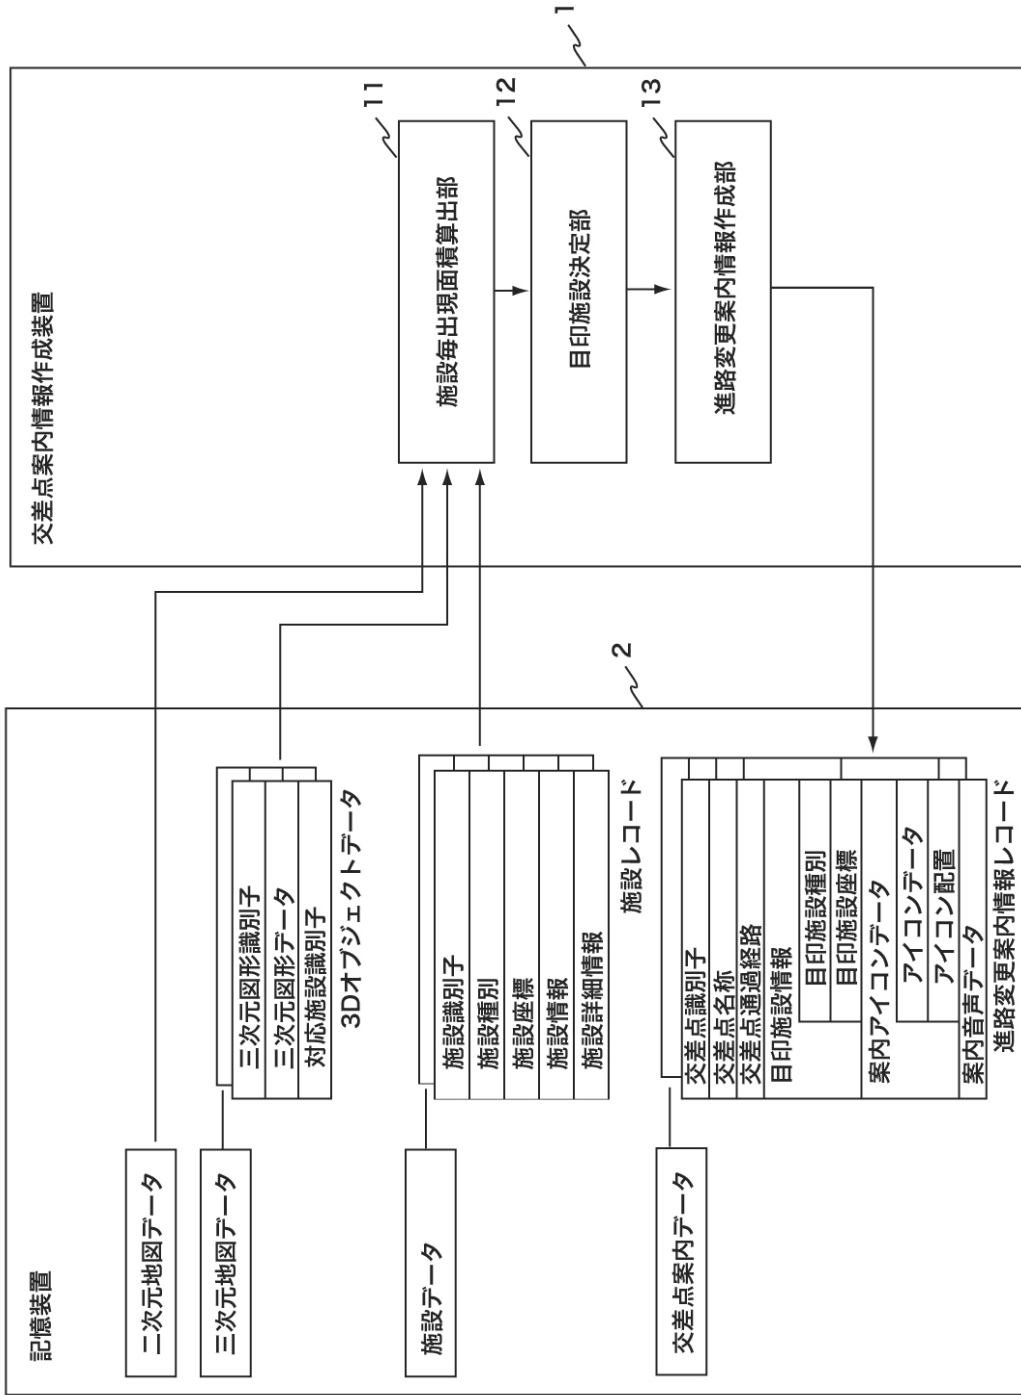 記憶装置
二次元地図データ
三次元地図データ
三次元図形識別子
三次元図形データ
対応施設識別子
3Dオブジェクトデータ
施設データ
施設識別子
施設種別
施設座標
施設情報
施設詳細情報
施設レコード
交差点案内データ
交差点識別子
交差点名称
交差点通過経路
目印施設情報
目印施設種別
目印施設座標
案内アイコンデータ
アイコンデータ
アイコン配置
案内音声データ
進路変更案内情報レコード
2
交差点案内情報作成装置
1
施設毎出現面積算出部
11
目印施設決定部
12
進路変更案内情報作成部
13